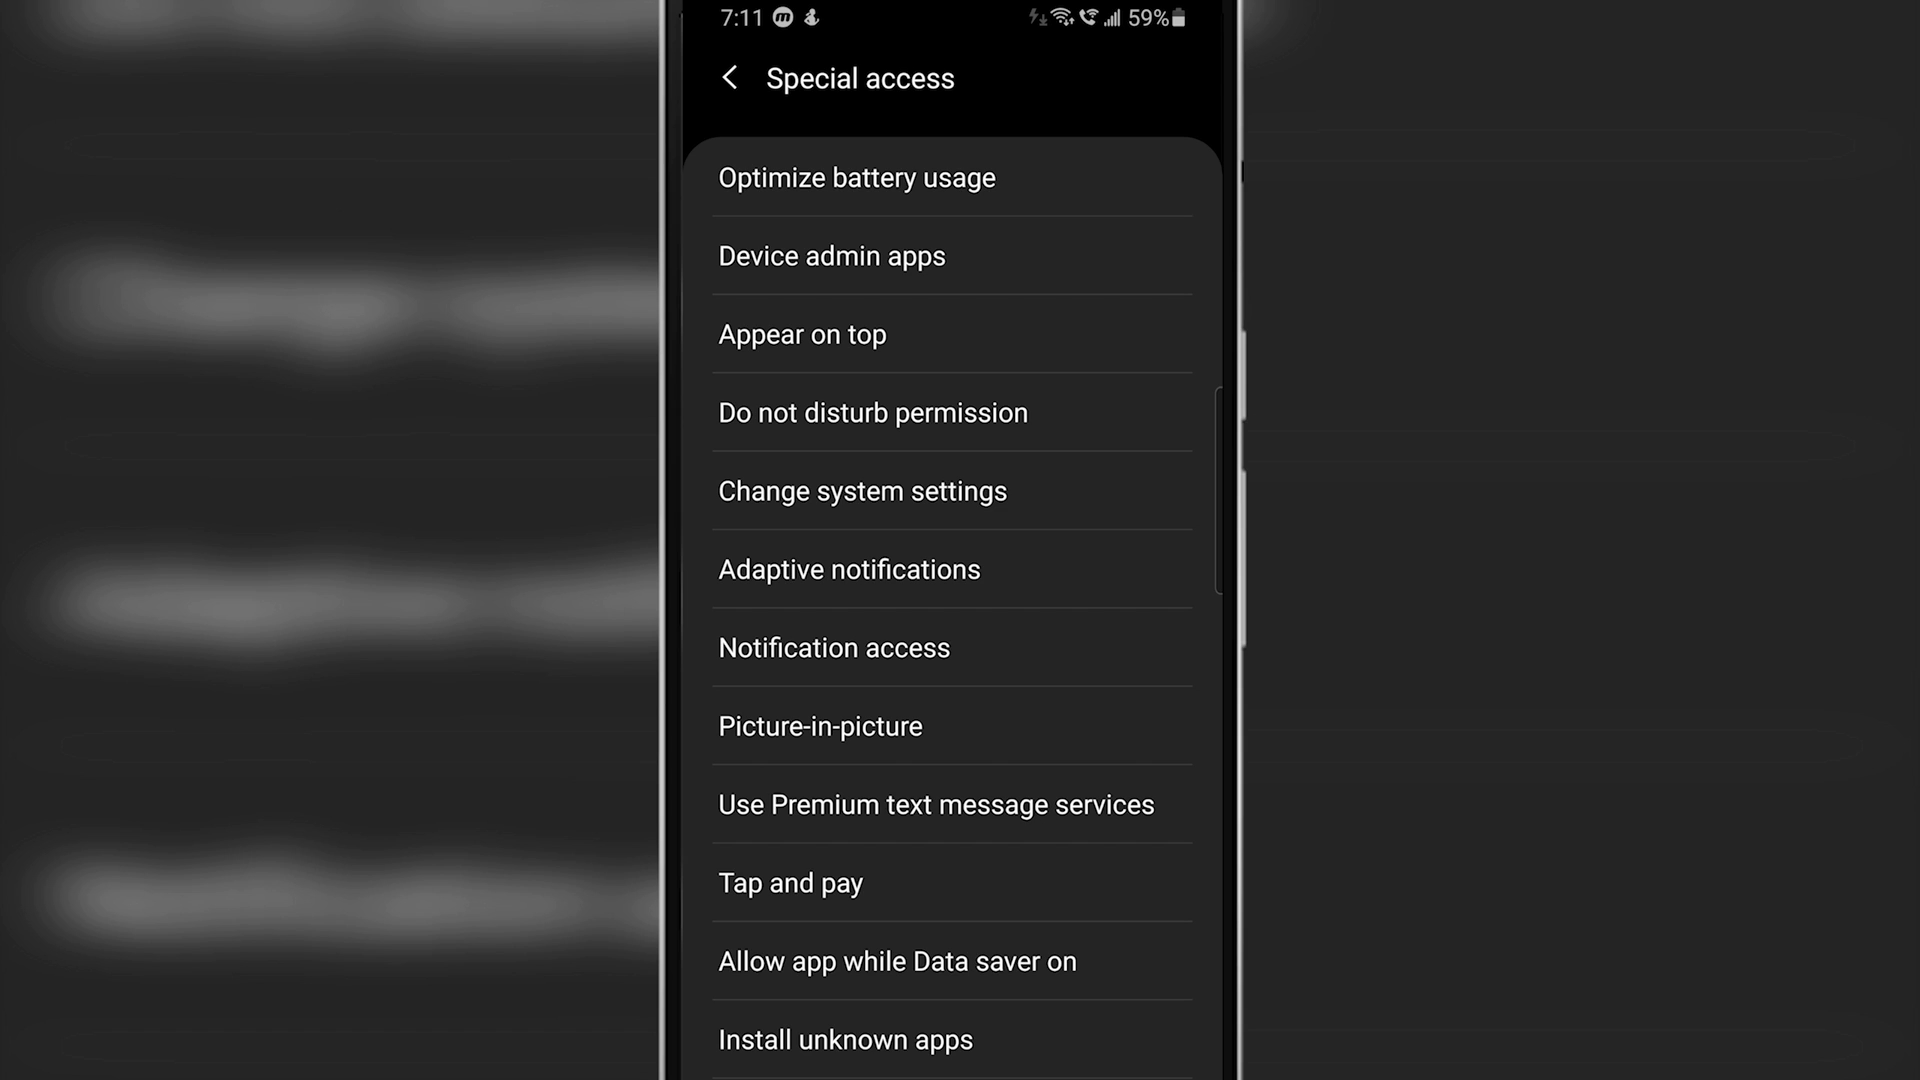 7:11 59%
Special access
Optimize battery usage
Device admin apps
Appear on top
Do not disturb permission
Change system settings
Adaptive notifications
Notification access
Picture-in-picture
Use Premium text message services
Tap and pay
Allow app while Data saver on
Install unknown apps